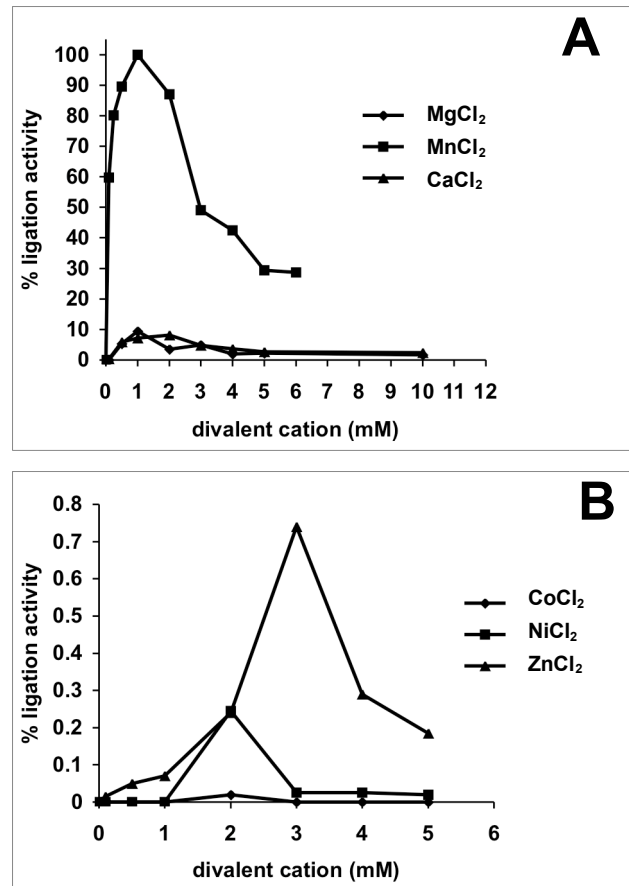 A
100
90
80
70
60
50
40
30
20
10
0
% ligation activity
MgCl₂
MnCl₂
CaCl₂
0 1 2 3 4 5 6 7 8 9 10 11 12
divalent cation (mM)
B
0.8
0.7
0.6
0.5
0.4
0.3
0.2
0.1
0
% ligation activity
CoCl₂
NiCl₂
ZnCl₂
0 1 2 3 4 5 6
divalent cation (mM)